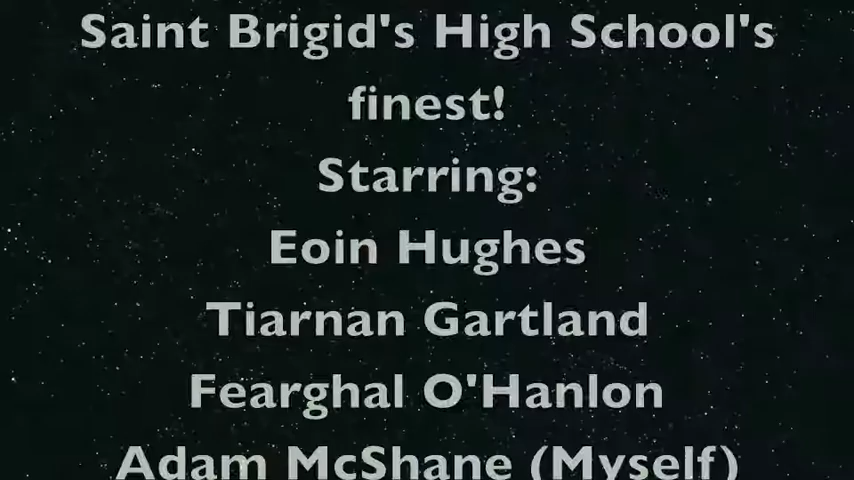 Saint Brigid's High School's
finest!
Starring:
Eoin Hughes
Tiarnan Gartland
Fearghal O'Hanlon
Adam McShane (Myself)